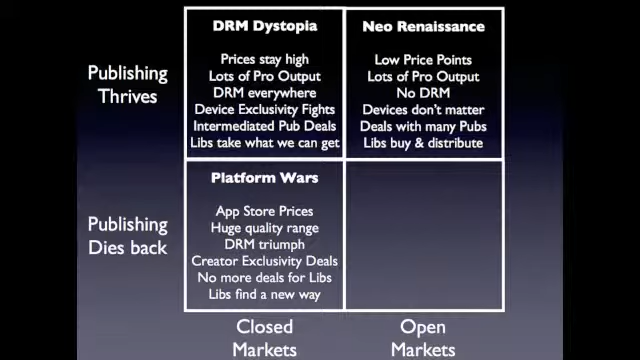 DRM Dystopia
Neo Renaissance
Publishing
Thrives
Prices stay high
Lots of Pro Output
DRM everywhere
Device Exclusivity Fights
Intermediated Pub Deals
Libs take what we can get
Low Price Points
Lots of Pro Output
No DRM
Devices don't matter
Deals with many Pubs
Libs buy & distribute
Publishing
Dies back
Platform Wars
App Store Prices
Huge quality range
DRM triumph
Creator Exclusivity Deals
No more deals for Libs
Libs find a new way
Closed
Markets
Open
Markets